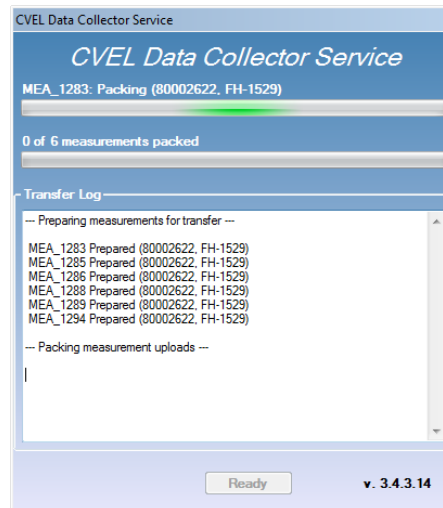 CVEL Data Collector Service
CVEL Data Collector Service
MEA_1283: Packing (80002622, FH-1529)
0 of 6 measurements packed
Transfer Log
--- Preparing measurements for transfer ---
MEA_1283 Prepared (80002622, FH-1529)
MEA_1285 Prepared (80002622, FH-1529)
MEA_1286 Prepared (80002622, FH-1529)
MEA_1288 Prepared (80002622, FH-1529)
MEA_1289 Prepared (80002622, FH-1529)
MEA_1294 Prepared (80002622, FH-1529)
--- Packing measurement uploads ---
Ready
v. 3.4.3.14